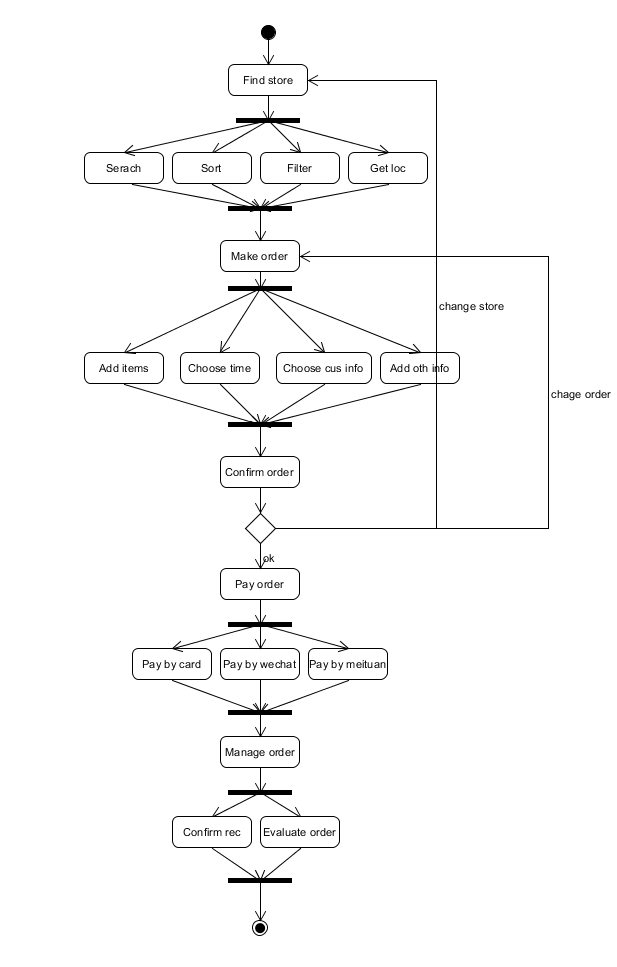 Find store
Serach
Sort
Filter
Get loc
Make order
change store
Add items
Choose time
Choose cus info
Add oth info
chage order
Confirm order
ok
Pay order
Pay by card
Pay by wechat
Pay by meituan
Manage order
Confirm rec
Evaluate order